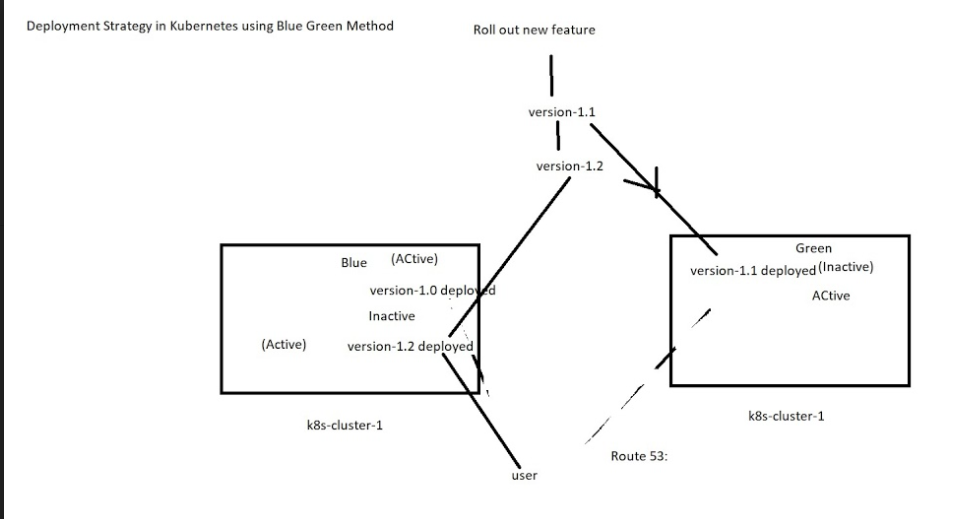 Deployment Strategy in Kubernetes using Blue Green Method
Roll out new feature
version-1.1
version-1.2
Blue (ACtive)
version-1.0 deployed
Inactive
(Active) version-1.2 deployed
k8s-cluster-1
Green
version-1.1 deployed (Inactive)
ACtive
k8s-cluster-1
Route 53:
user